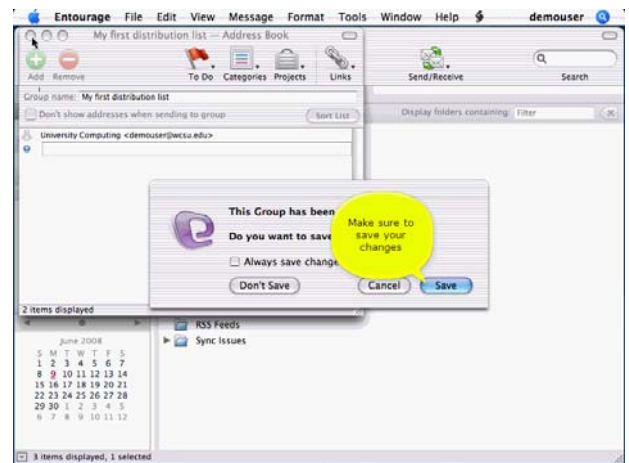 Entourage File Edit View Message Format Tools Window Help demouser
My first distribution list — Address Book
Add Remove To Do Categories Projects Links Send/Receive Search
Group name: My first distribution list
Don't show addresses when sending to group Sort List Display folders containing: Filter
University Computing <demouser@wcsu.edu>
This Group has been
Do you want to save
Always save change
Don't Save Cancel Save
Make sure to
save your
changes
2 items displayed
RSS Feeds
Sync Issues
June 2008
S M T W T F S
1 2 3 4 5 6 7
8 9 10 11 12 13 14
15 16 17 18 19 20 21
22 23 24 25 26 27 28
29 30 1 2 3 4 5
6 7 8 9 10 11 12
3 items displayed, 1 selected